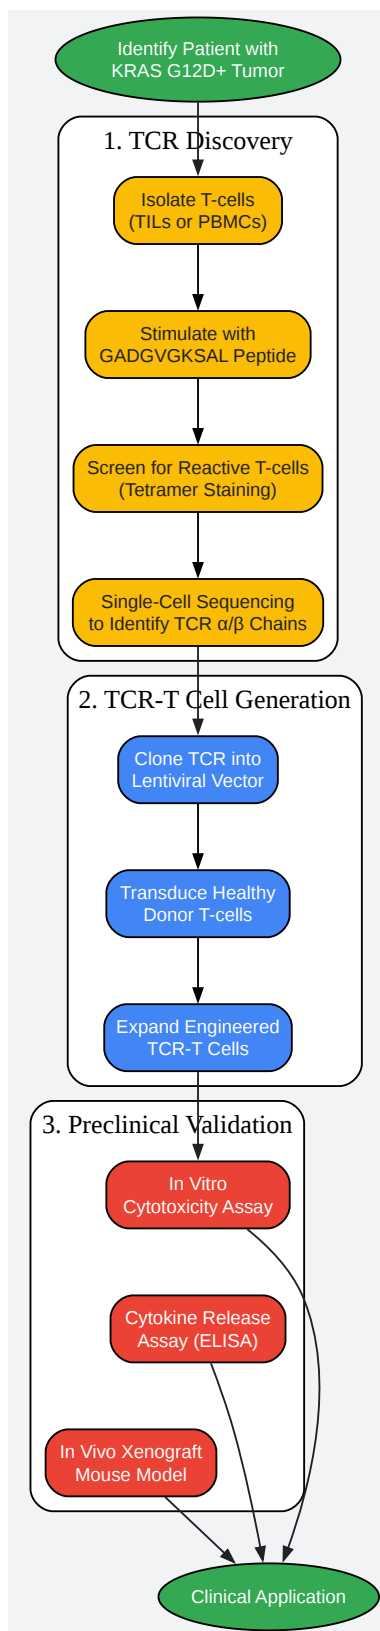 Identify Patient with
KRAS G12D+ Tumor
1. TCR Discovery
Isolate T-cells
(TILs or PBMCs)
Stimulate with
GADGVGKSAL Peptide
Screen for Reactive T-cells
(Tetramer Staining)
Single-Cell Sequencing
to Identify TCR α/β Chains
2. TCR-T Cell Generation
Clone TCR into
Lentiviral Vector
Transduce Healthy
Donor T-cells
Expand Engineered
TCR-T Cells
3. Preclinical Validation
In Vitro
Cytotoxicity Assay
Cytokine Release
Assay (ELISA)
In Vivo Xenograft
Mouse Model
Clinical Application